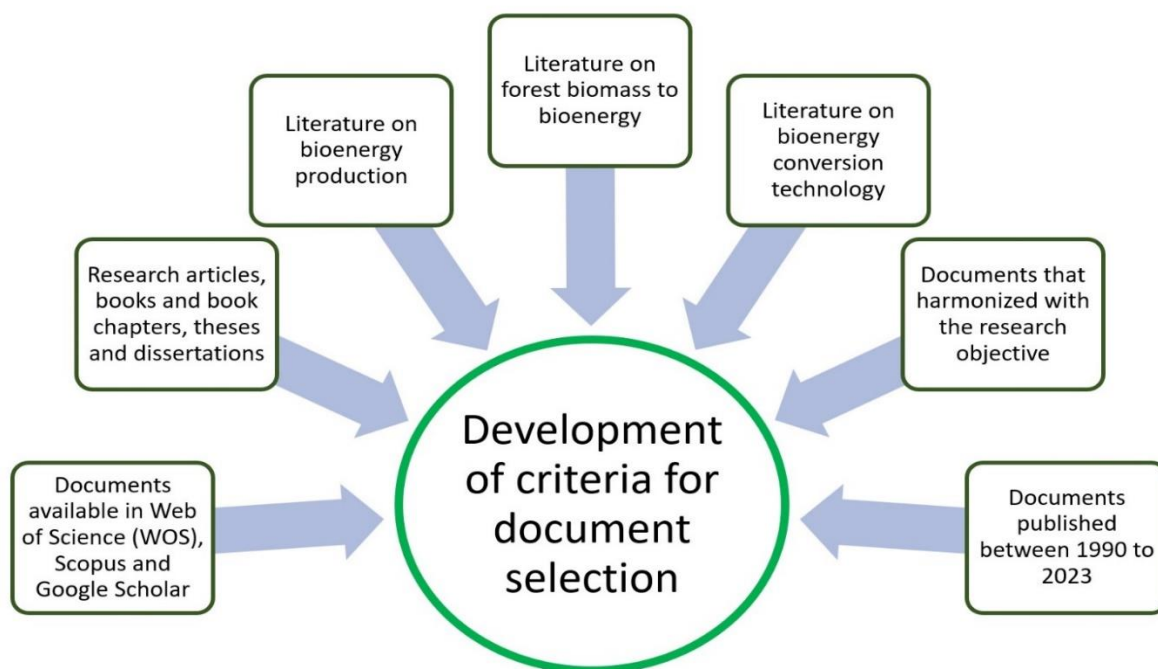 Literature on
forest biomass to
bioenergy
Literature on
bioenergy
production
Literature on
bioenergy
conversion
technology
Research articles,
books and book
chapters, theses
and dissertations
Documents that
harmonized with
the research
objective
Documents
available in Web
of Science (WOS),
Scopus and
Google Scholar
Development
of criteria for
document
selection
Documents
published
between 1990 to
2023